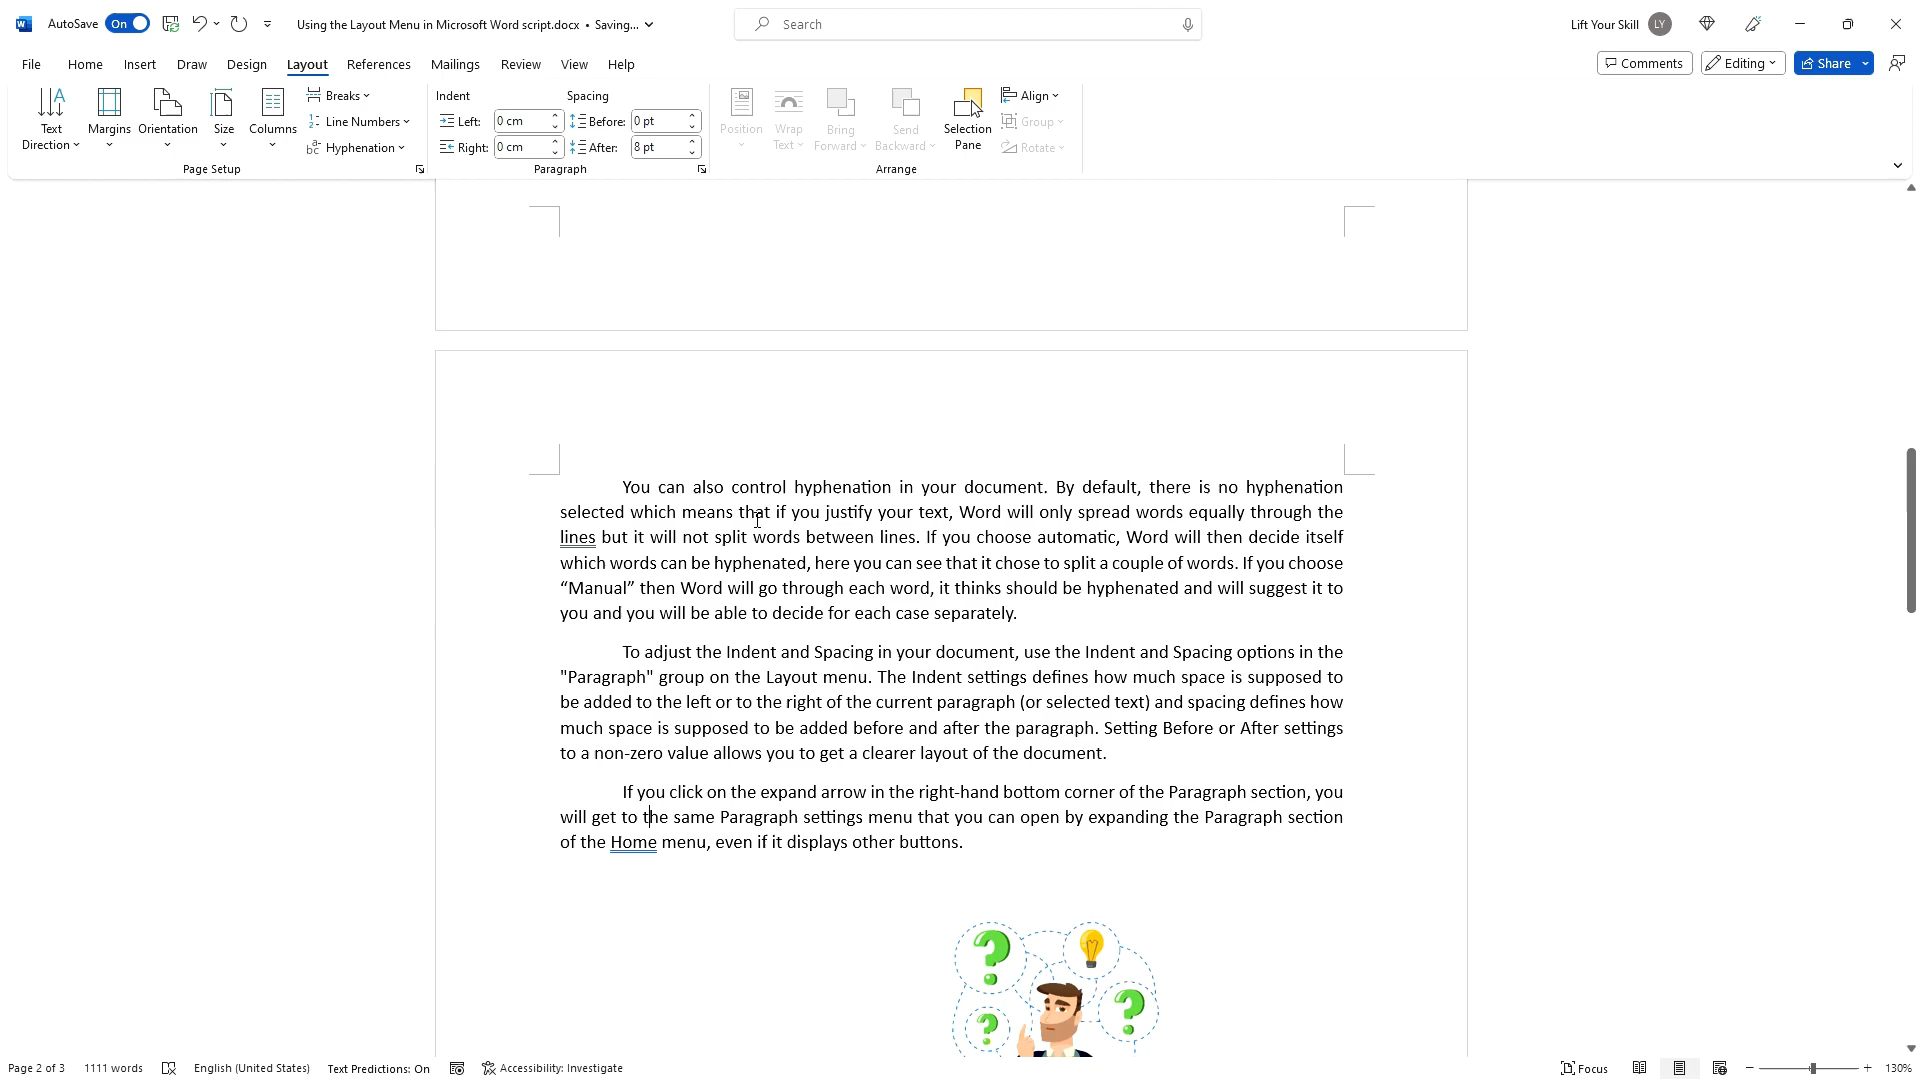 AutoSave On Using the Layout Menu in Microsoft Word script.docx • Saving... Search Lift Your Skill LY
File Home Insert Draw Design Layout References Mailings Review View Help Comments Editing Share
Text Direction Margins Orientation Size Columns Breaks Line Numbers Hyphenation
Page Setup
Indent Spacing
Left: 0 cm Before: 0 pt
Right: 0 cm After: 8 pt
Paragraph
Position Wrap Text Bring Forward Send Backward Selection Pane Align Group Rotate
Arrange
You can also control hyphenation in your document. By default, there is no hyphenation
selected which means that if you justify your text, Word will only spread words equally through the
lines but it will not split words between lines. If you choose automatic, Word will then decide itself
which words can be hyphenated, here you can see that it chose to split a couple of words. If you choose
“Manual” then Word will go through each word, it thinks should be hyphenated and will suggest it to
you and you will be able to decide for each case separately.
To adjust the Indent and Spacing in your document, use the Indent and Spacing options in the
"Paragraph" group on the Layout menu. The Indent settings defines how much space is supposed to
be added to the left or to the right of the current paragraph (or selected text) and spacing defines how
much space is supposed to be added before and after the paragraph. Setting Before or After settings
to a non-zero value allows you to get a clearer layout of the document.
If you click on the expand arrow in the right-hand bottom corner of the Paragraph section, you
will get to the same Paragraph settings menu that you can open by expanding the Paragraph section
of the Home menu, even if it displays other buttons.
Page 2 of 3 1111 words English (United States) Text Predictions: On Accessibility: Investigate Focus 130%